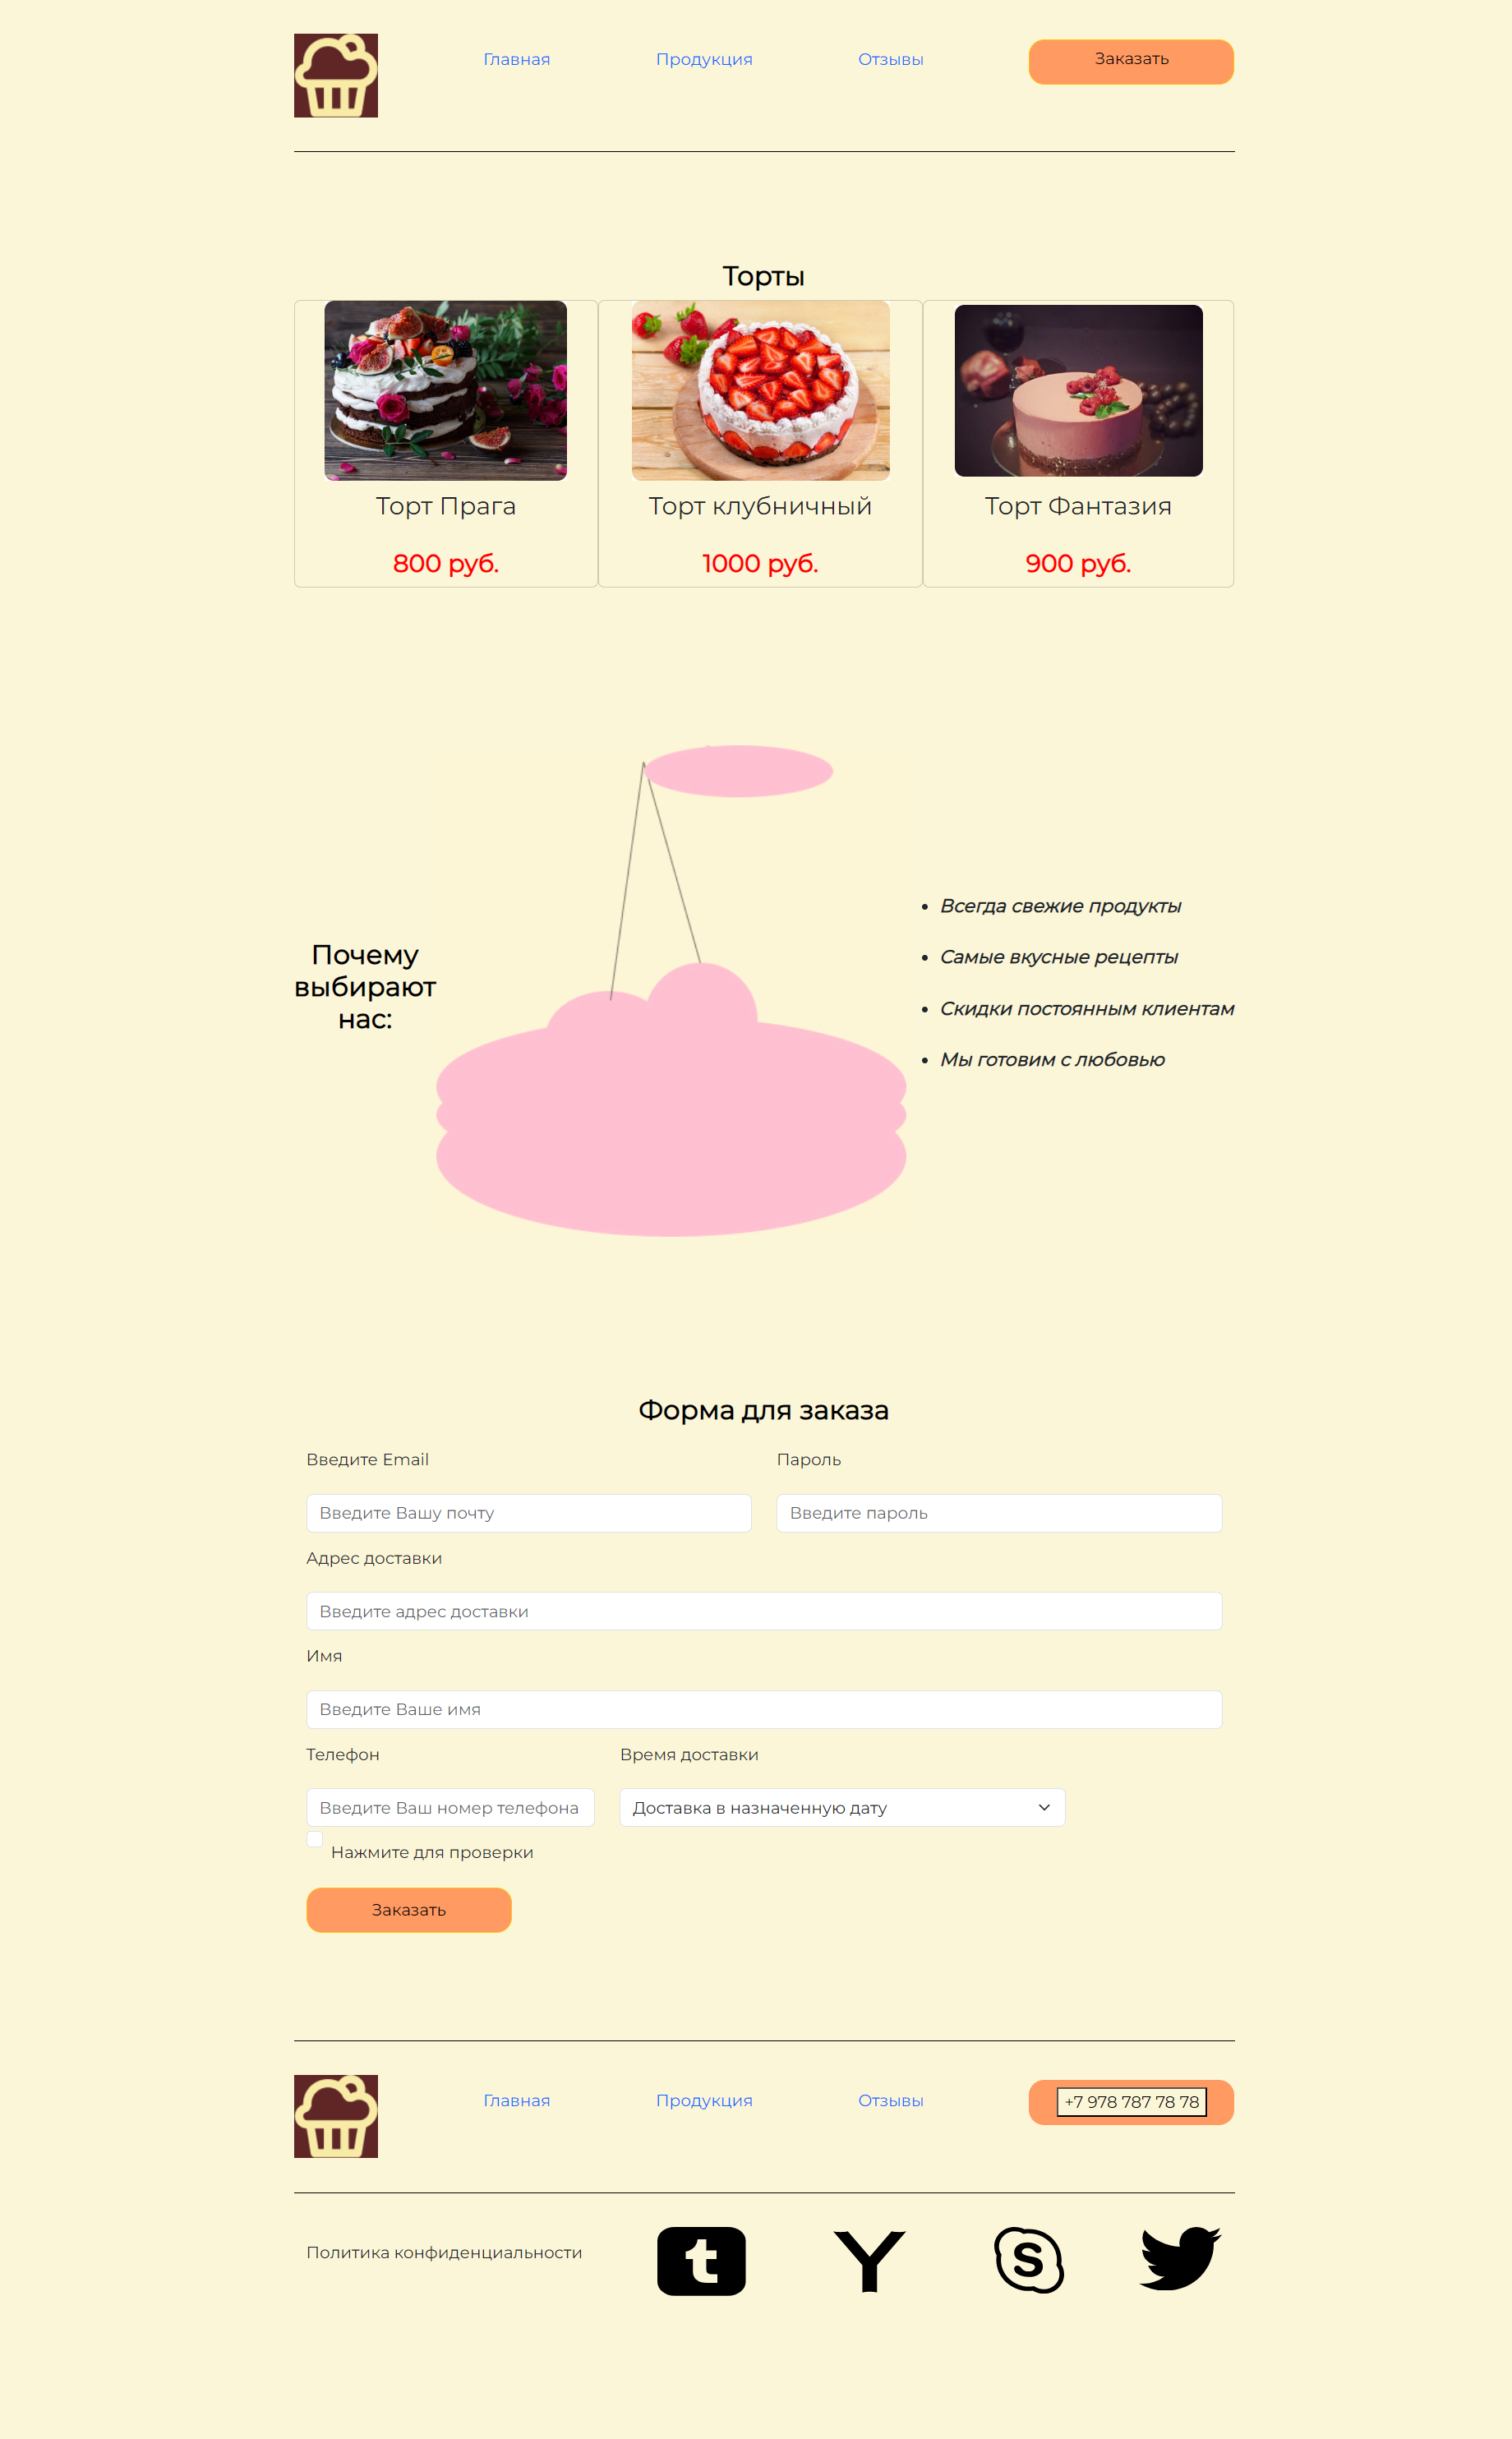 Главная
Продукция
Отзывы
Заказать
Торты
Торт Прага
800 руб.
Торт клубничный
1000 руб.
Торт Фантазия
900 руб.
Почему
выбирают
нас:
Всегда свежие продукты
Самые вкусные рецепты
Скидки постоянным клиентам
Мы готовим с любовью
Форма для заказа
Введите Email
Пароль
Введите Вашу почту
Введите пароль
Адрес доставки
Введите адрес доставки
Имя
Введите Ваше имя
Телефон
Время доставки
Введите Ваш номер телефона
Доставка в назначенную дату
Нажмите для проверки
Заказать
Главная
Продукция
Отзывы
+7 978 787 78 78
Политика конфиденциальности